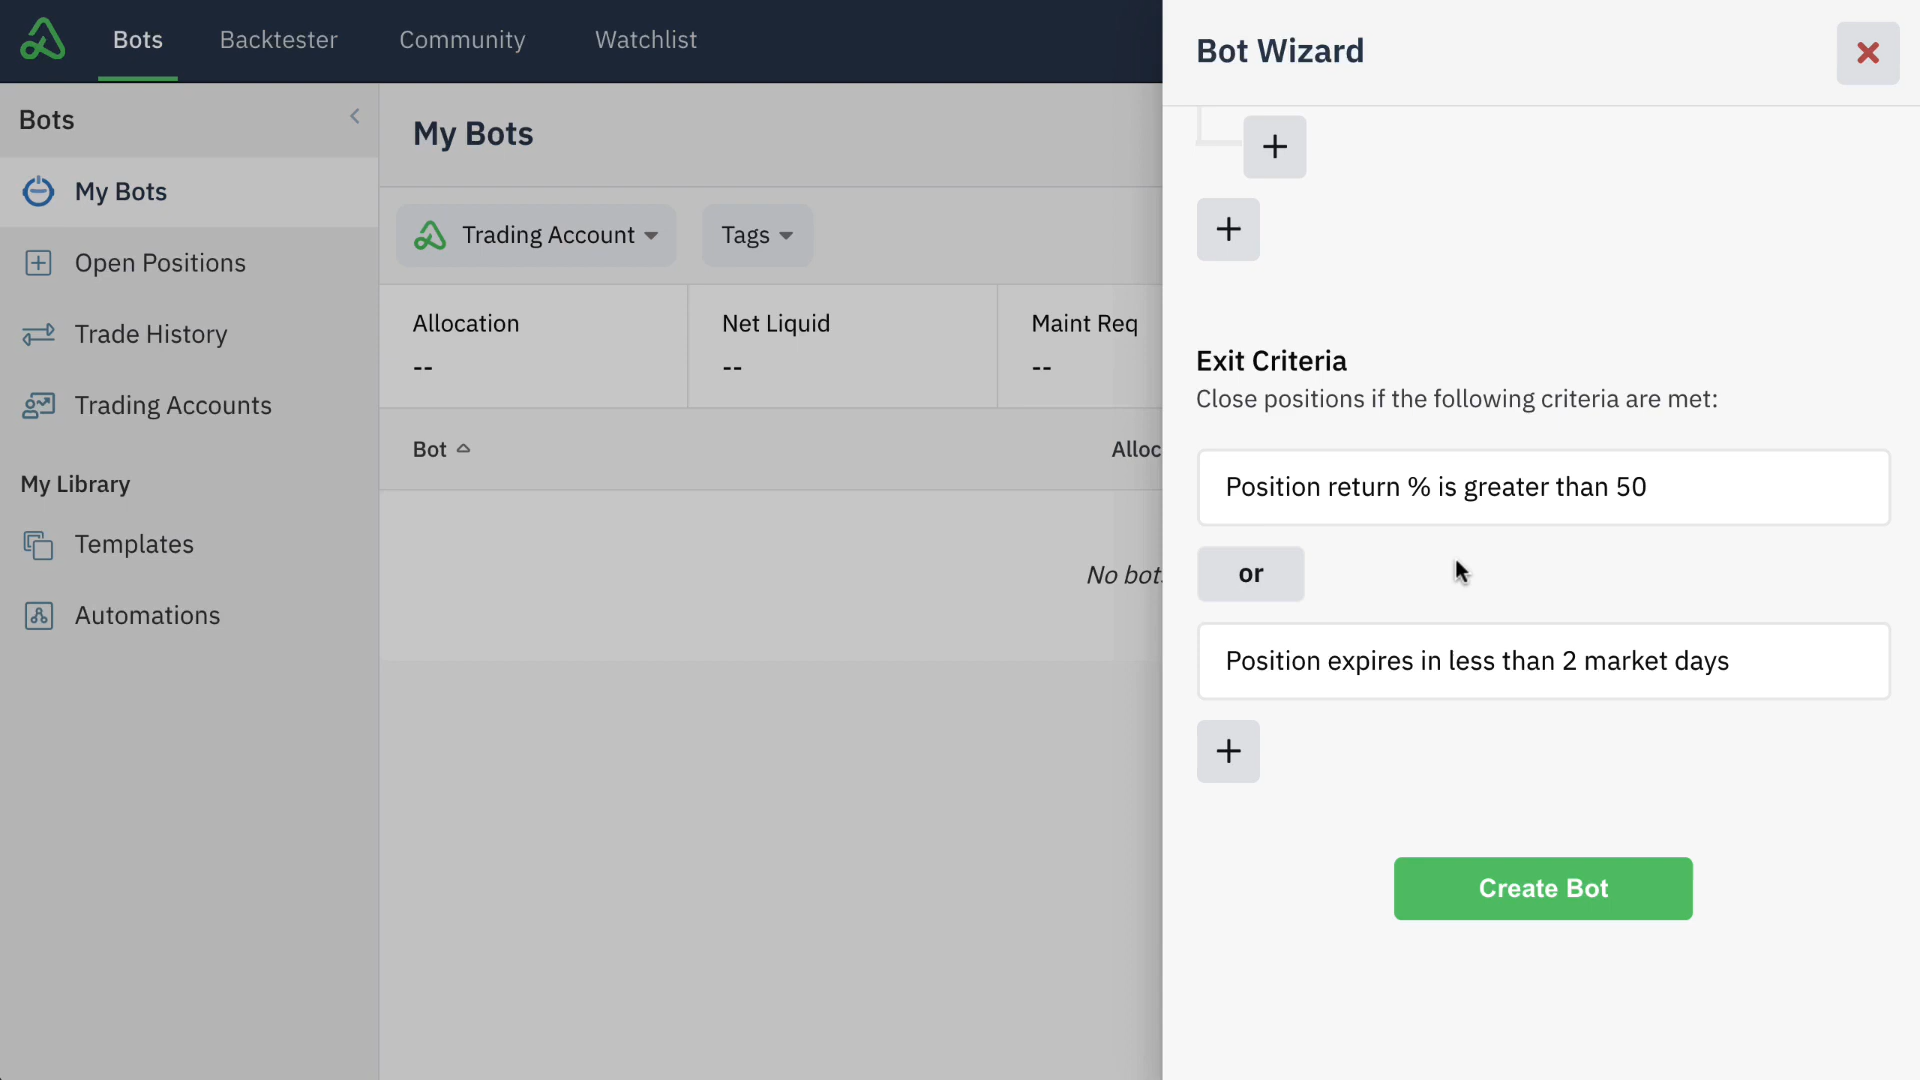 Bots
Backtester
Community
Watchlist
Bots
My Bots
Open Positions
Trade History
Trading Accounts
My Library
Templates
Automations
My Bots
Trading Account
Tags
Allocation
--
Net Liquid
--
Maint Req
--
Bot
Alloc
No bots
Bot Wizard
+
+
Exit Criteria
Close positions if the following criteria are met:
Position return % is greater than 50
or
Position expires in less than 2 market days
+
Create Bot